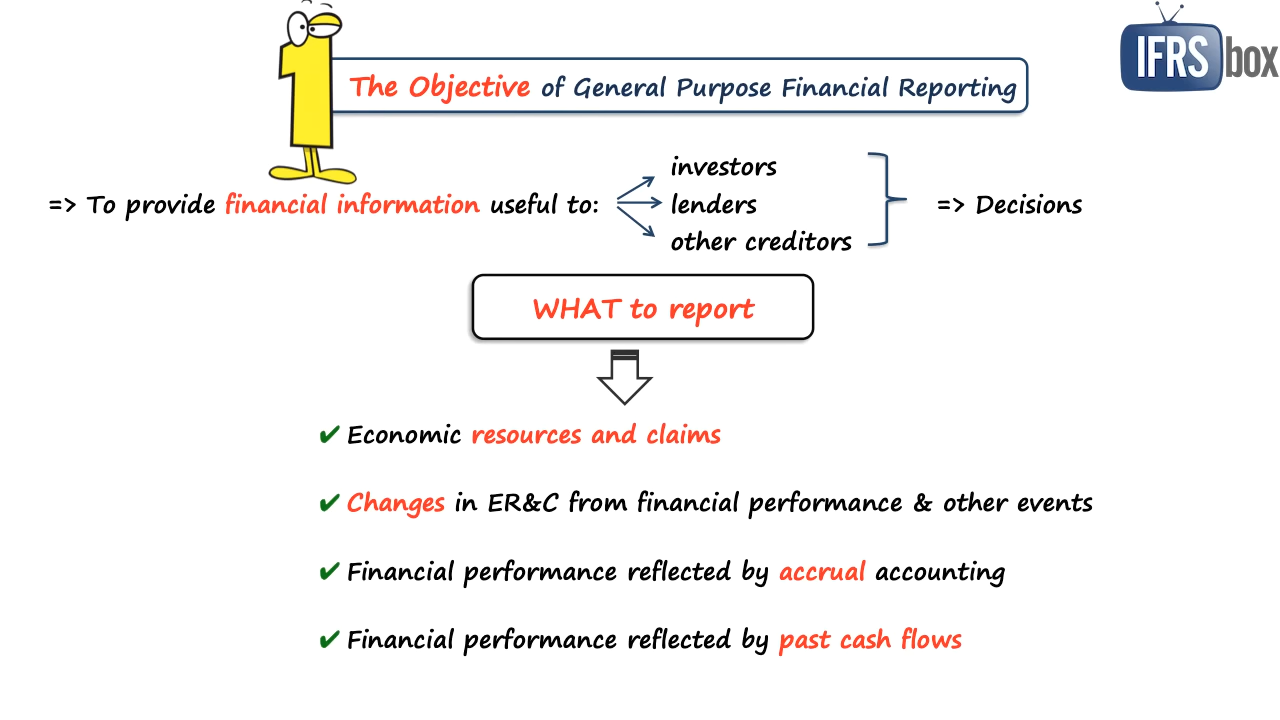 IFRSbox
1 The Objective of General Purpose Financial Reporting
=> To provide financial information useful to:
investors
lenders
other creditors
=> Decisions
WHAT to report
✔ Economic resources and claims
✔ Changes in ER&C from financial performance & other events
✔ Financial performance reflected by accrual accounting
✔ Financial performance reflected by past cash flows